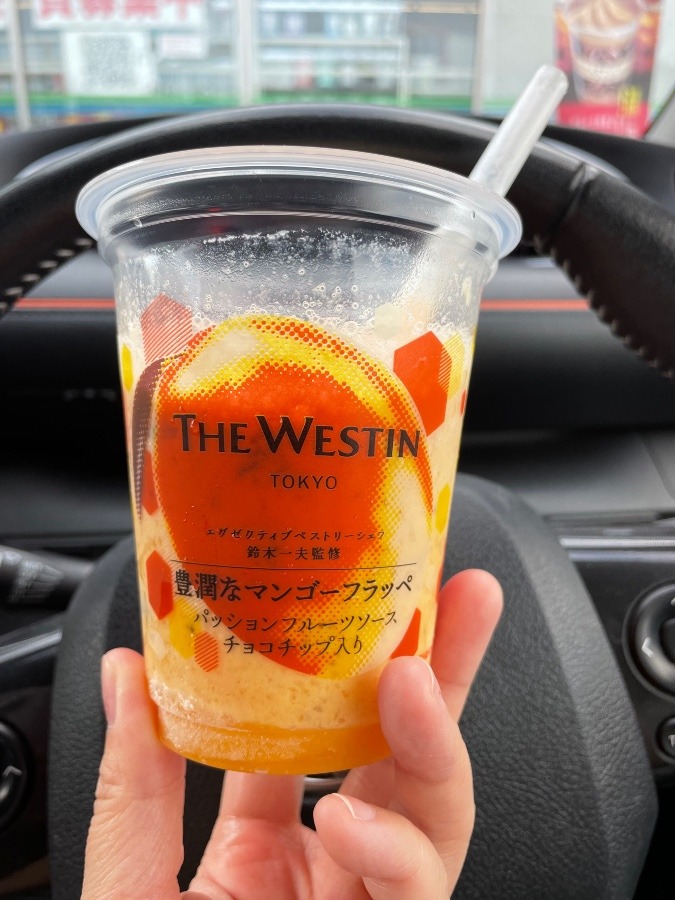 THE WESTIN
TOKYO
エグゼクティブペストリーシェフ
鈴木一夫監修
豊潤なマンゴーフラッペ
パッションフルーツソース
チョコチップ入り